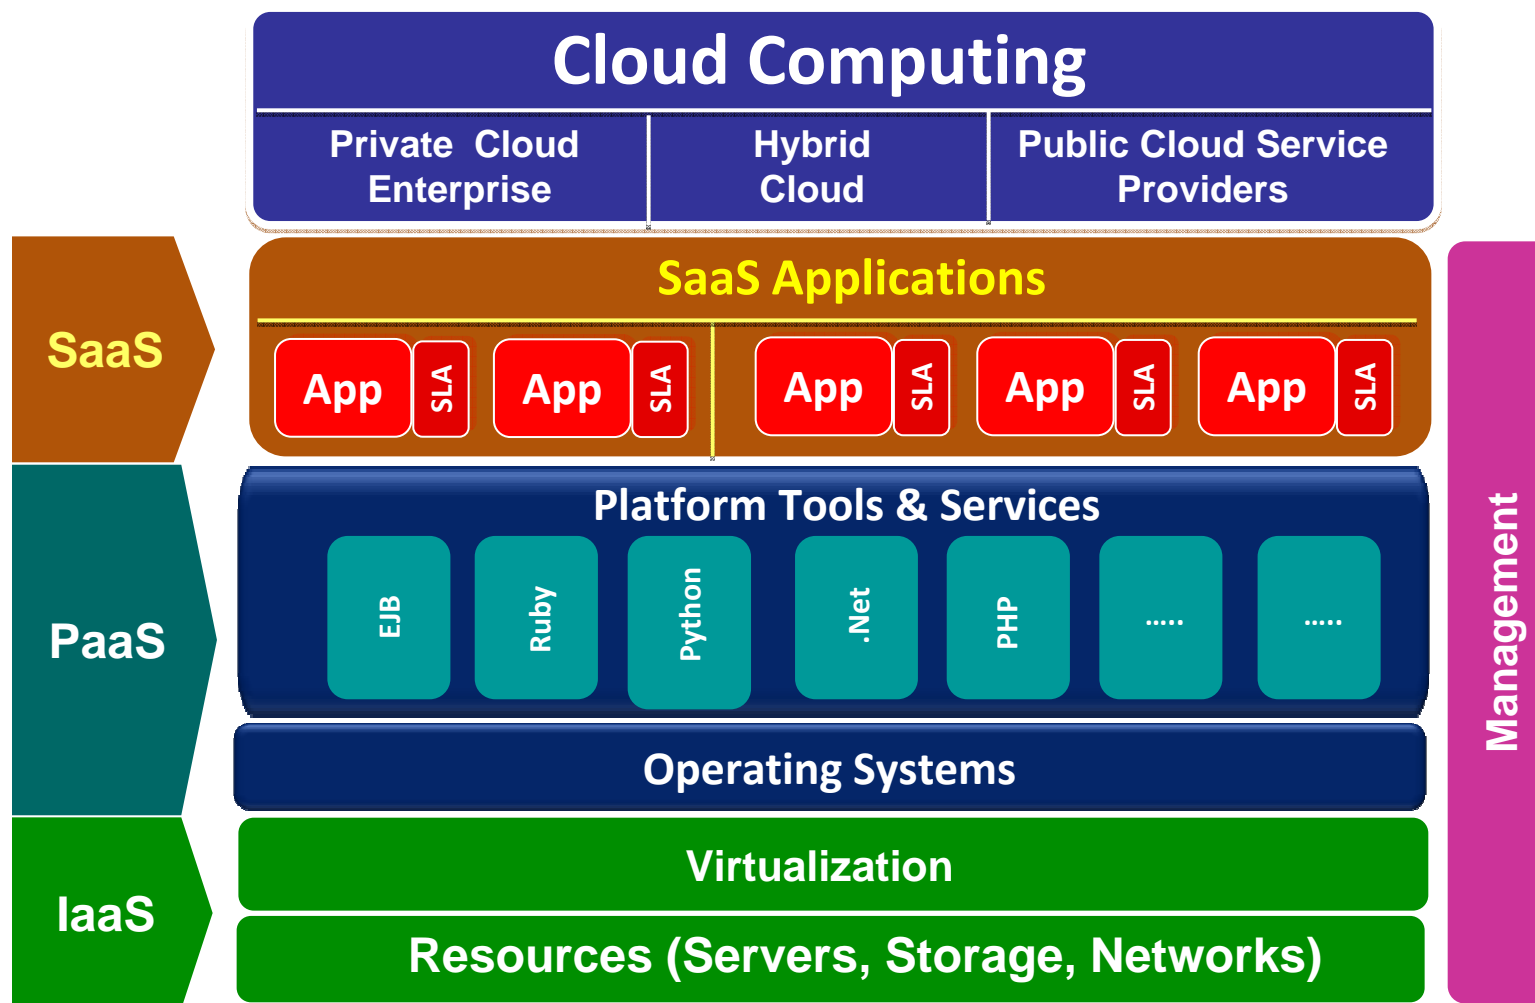 Cloud Computing
Private Cloud
Enterprise
Hybrid
Cloud
Public Cloud Service
Providers
SaaS
SaaS Applications
App SLA App SLA App SLA App SLA App SLA
PaaS
Platform Tools & Services
EJB Ruby Python .Net PHP ..... .....
Operating Systems
IaaS
Virtualization
Resources (Servers, Storage, Networks)
Management